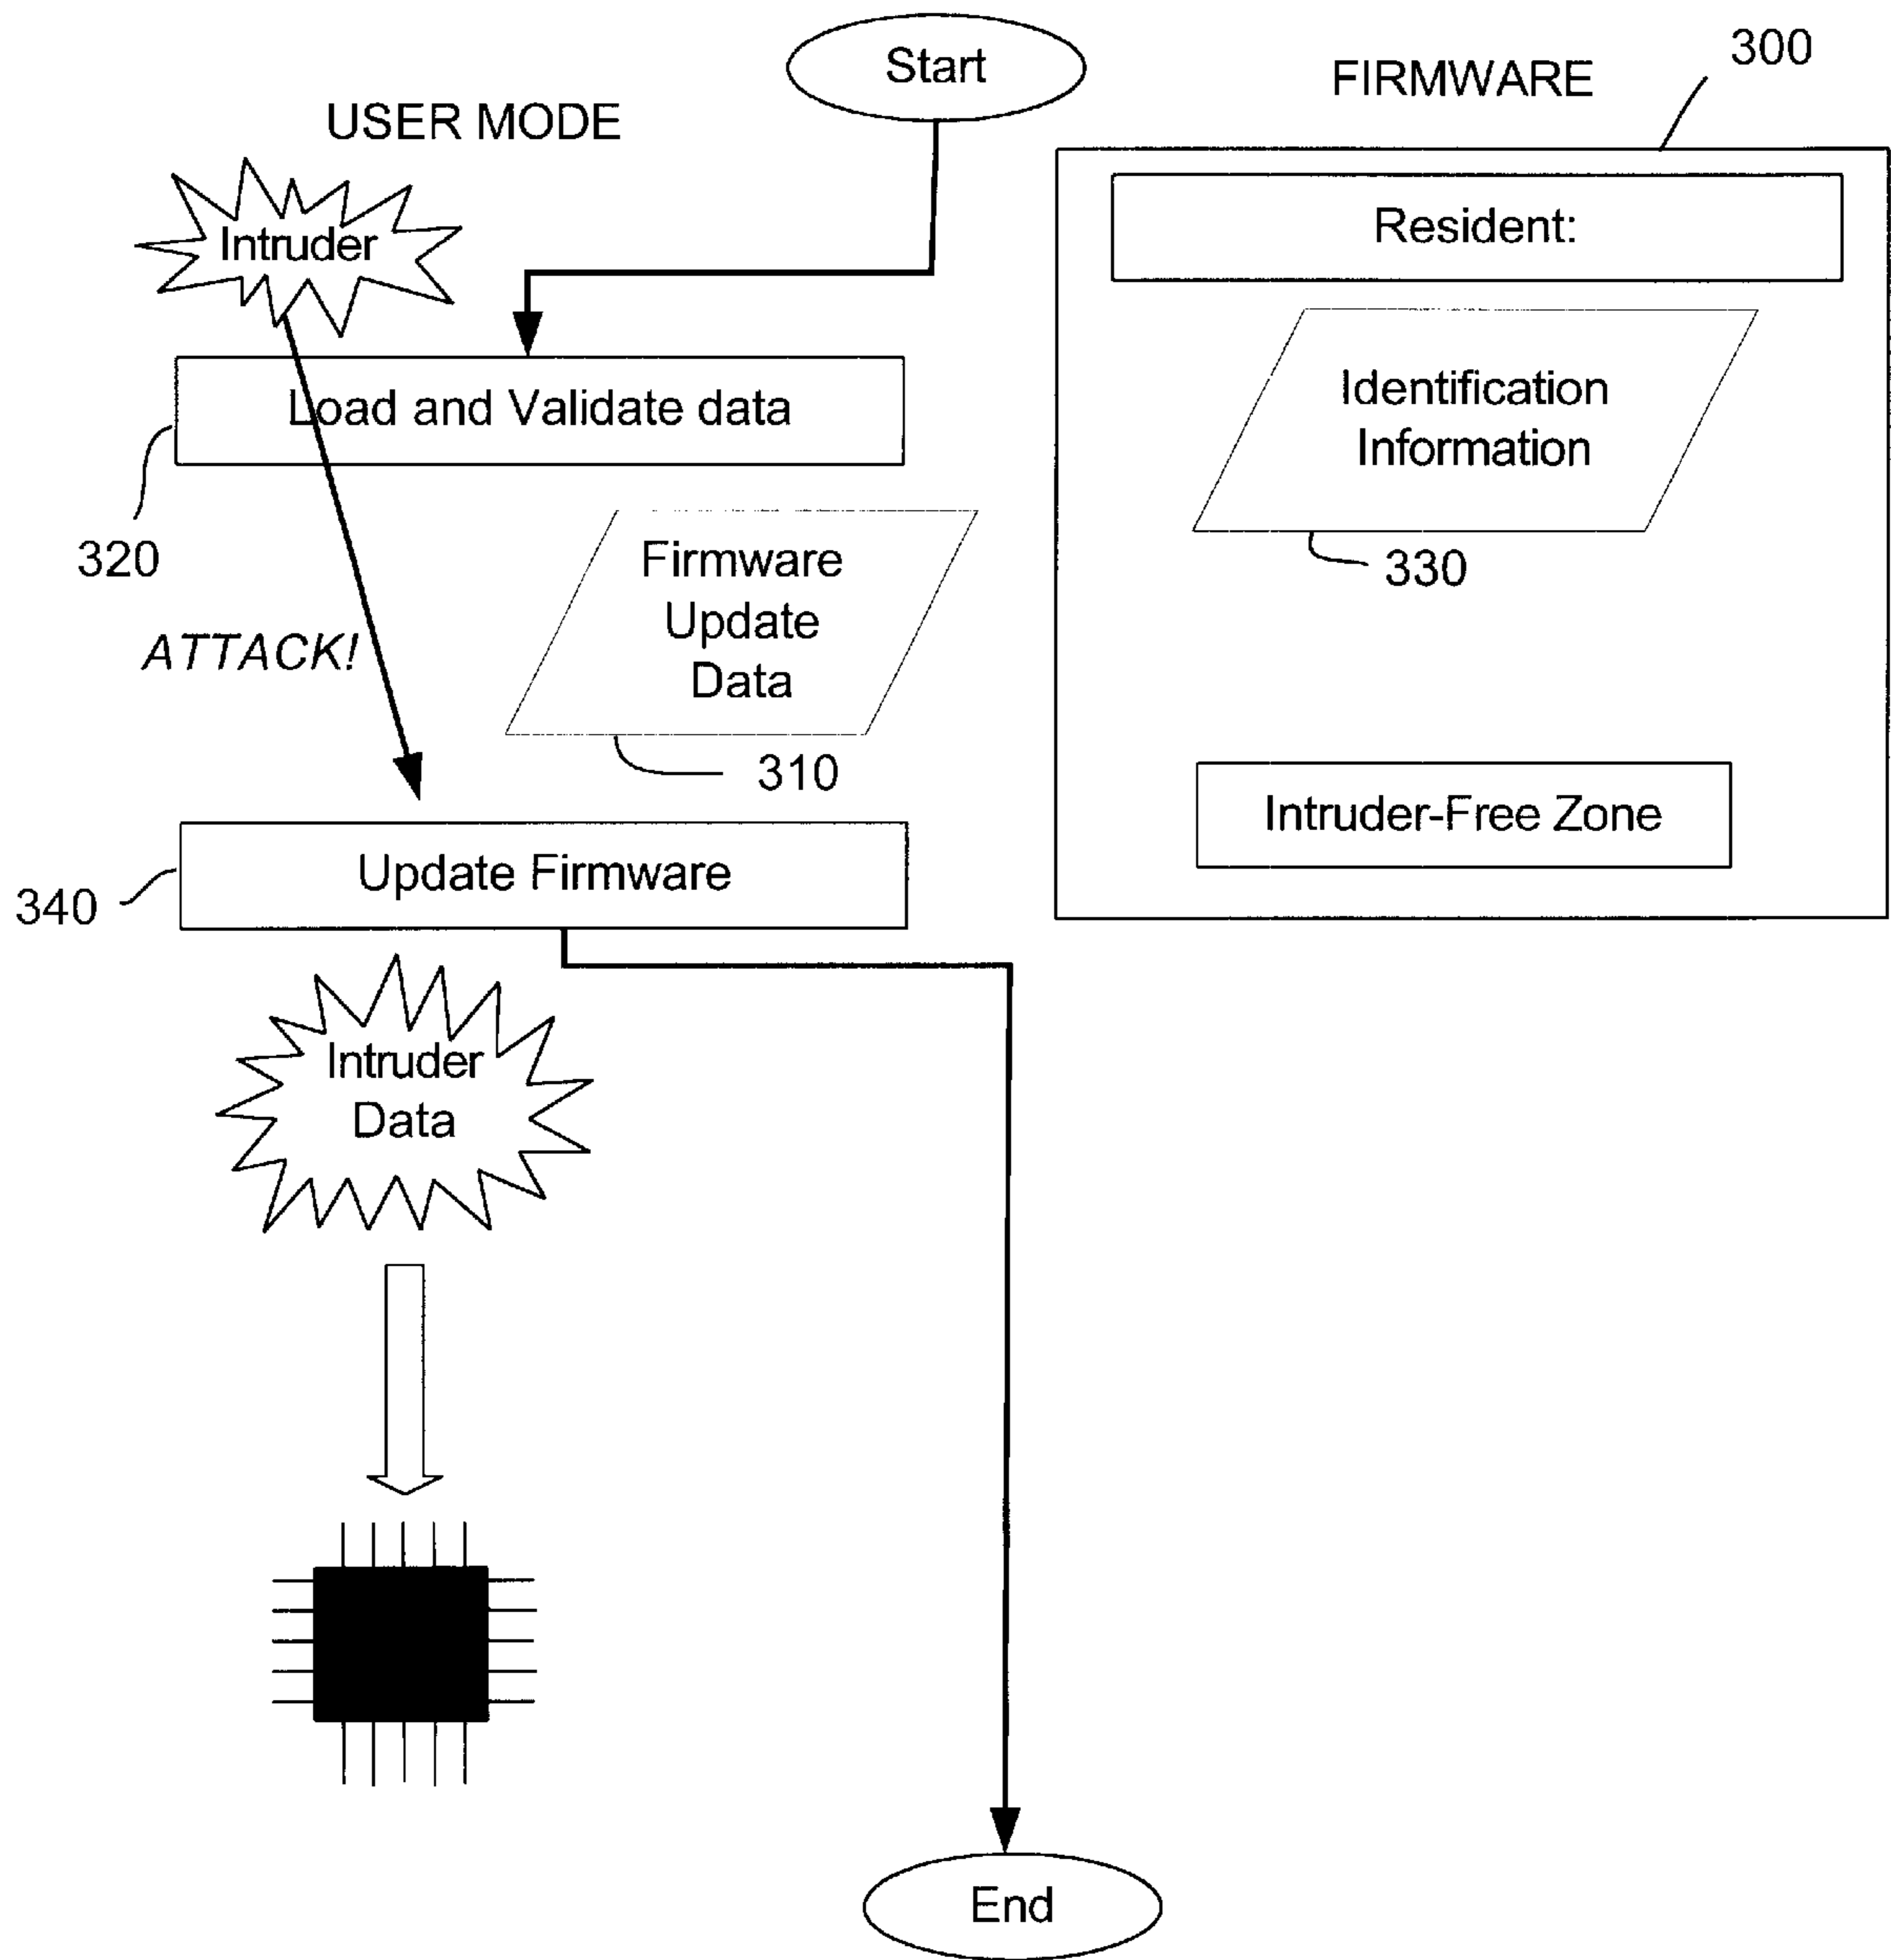 Start
USER MODE
Intruder
Load and Validate data
320
Firmware
Update
Data
310
ATTACK!
Update Firmware
340
Intruder
Data
End
FIRMWARE
300
Resident:
Identification
Information
330
Intruder-Free Zone